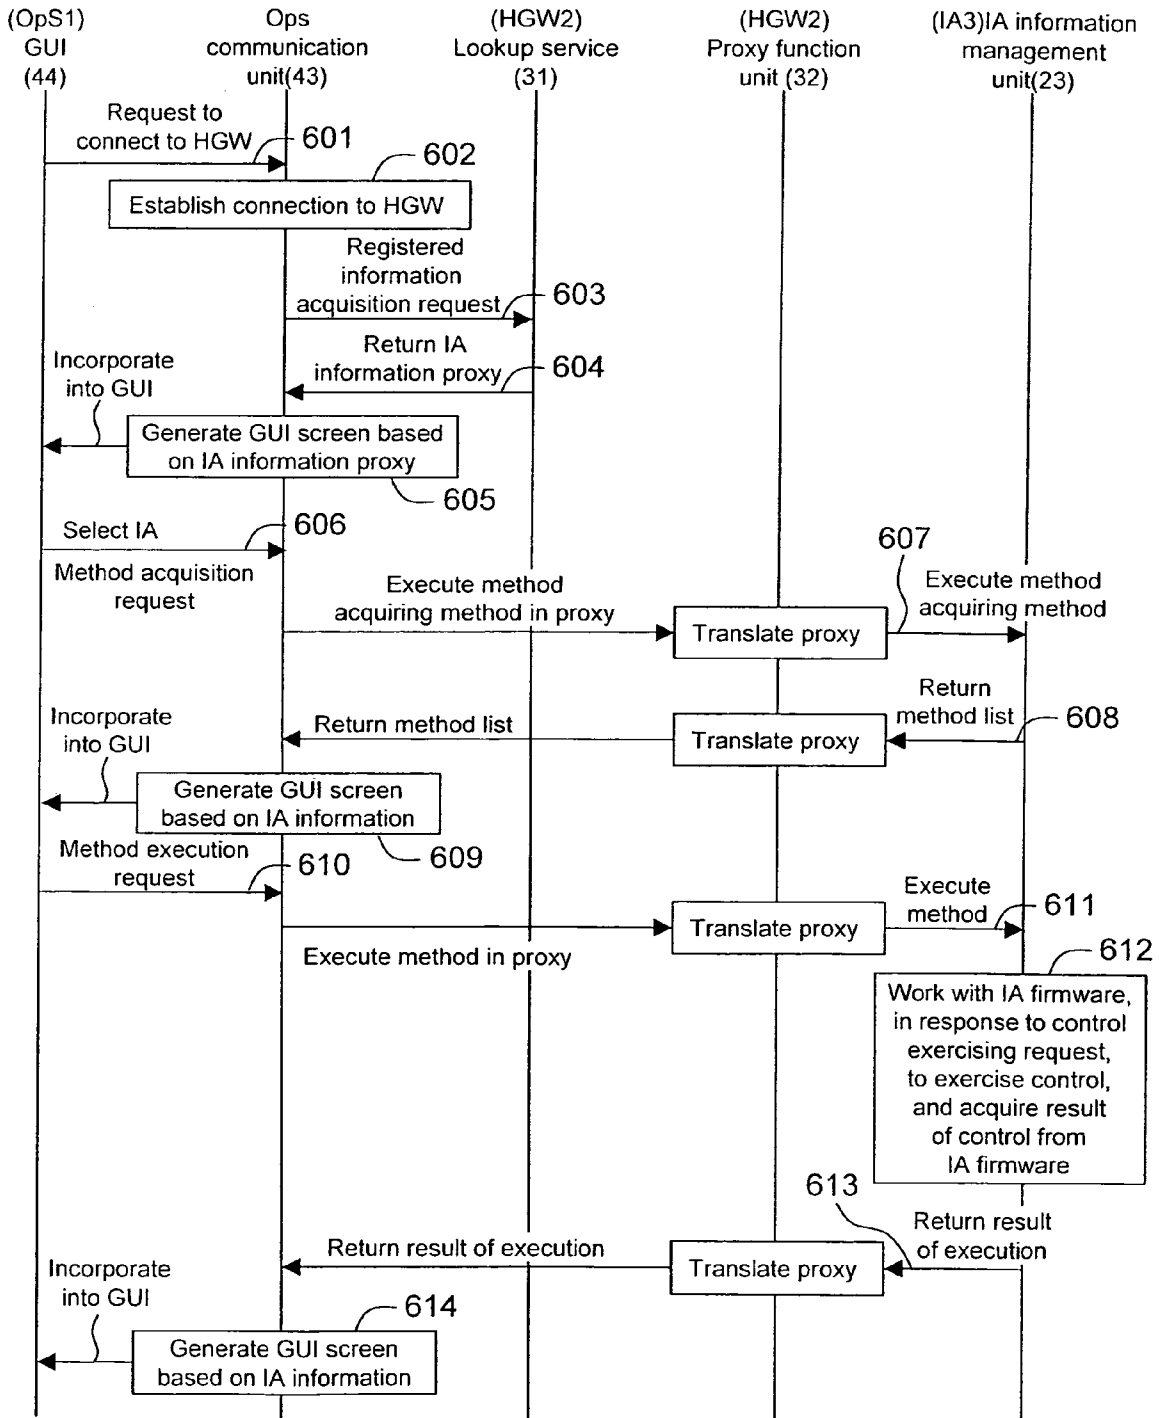 (OpS1)
GUI
(44)
Ops
communication
unit(43)
(HGW2)
Lookup service
(31)
(HGW2)
Proxy function
unit (32)
(IA3)IA information
management
unit(23)
Request to
connect to HGW
601
602
Establish connection to HGW
Registered
information
acquisition request
603
Return IA
information proxy
604
Incorporate
into GUI
Generate GUI screen based
on IA information proxy
605
Select IA
606
Method acquisition
request
Execute method
acquiring method in proxy
Translate proxy
607
Execute method
acquiring method
Return
method list
608
Translate proxy
Return method list
Incorporate
into GUI
Generate GUI screen
based on IA information
609
Method execution
request
610
Execute method in proxy
Translate proxy
Execute
method
611
612
Work with IA firmware,
in response to control
exercising request,
to exercise control,
and acquire result
of control from
IA firmware
613
Return result
of execution
Translate proxy
Return result of execution
Incorporate
into GUI
614
Generate GUI screen
based on IA information